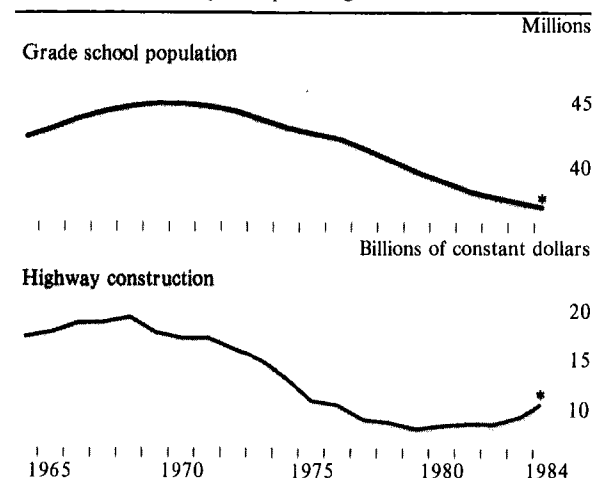 Millions
Grade school population
45
40
*
Billions of constant dollars
Highway construction
20
15
*
10
1965 1970 1975 1980 1984